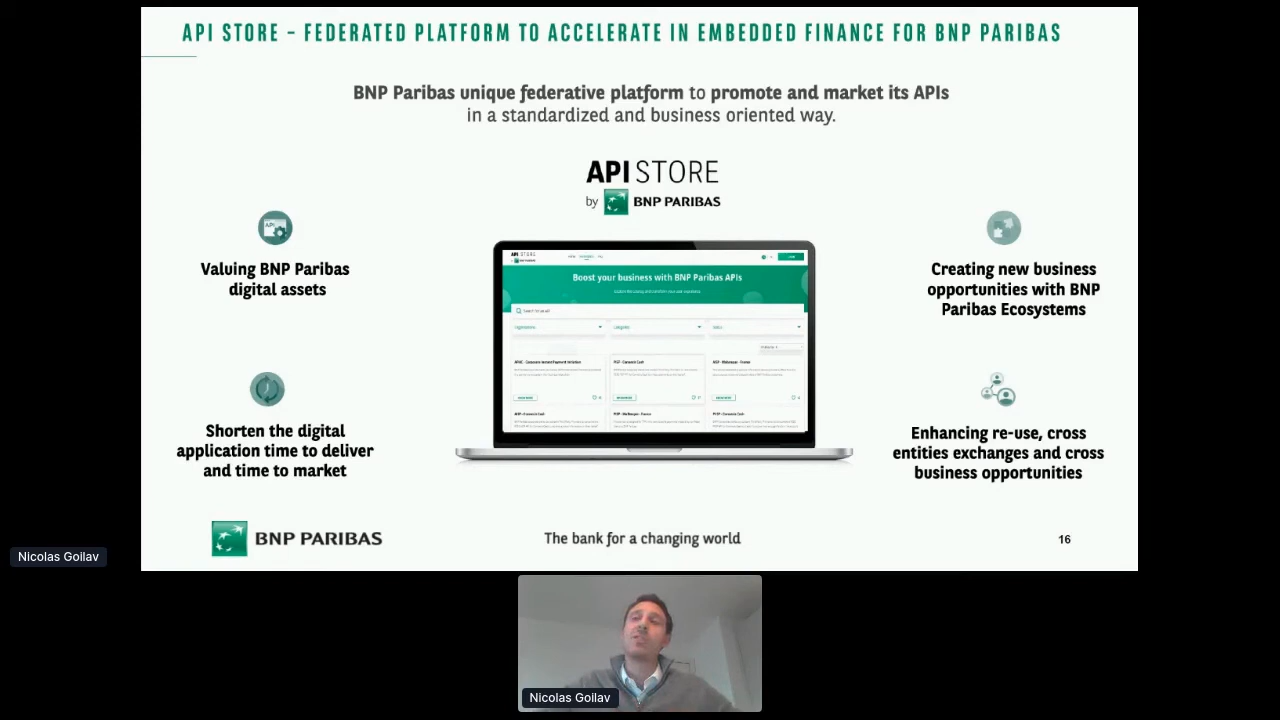 API STORE – FEDERATED PLATFORM TO ACCELERATE IN EMBEDDED FINANCE FOR BNP PARIBAS
BNP Paribas unique federative platform to promote and market its APIs
in a standardized and business oriented way.
API STORE
by BNP PARIBAS
Valuing BNP Paribas
digital assets
Shorten the digital
application time to deliver
and time to market
API STORE
Boost your business with BNP Paribas APIs
Creating new business
opportunities with BNP
Paribas Ecosystems
Enhancing re-use, cross
entities exchanges and cross
business opportunities
BNP PARIBAS
The bank for a changing world
16
Nicolas Goilav
Nicolas Goilav